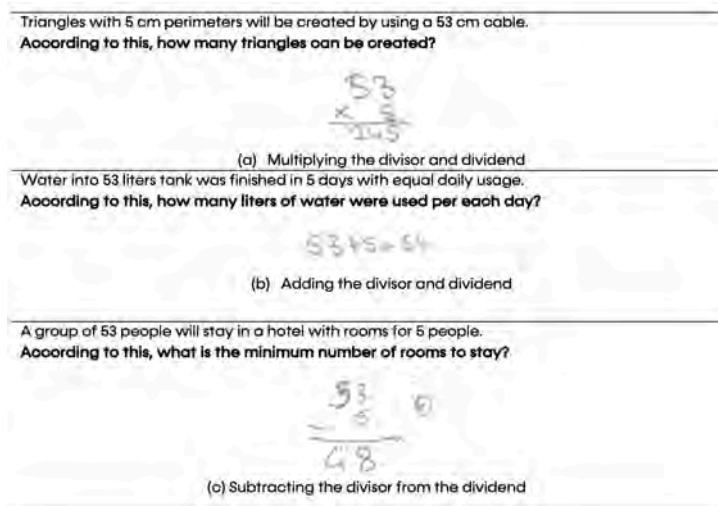 Triangles with 5 cm perimeters will be created by using a 53 cm cable.
According to this, how many triangles can be created?
53
x 5
245
(a) Multiplying the divisor and dividend
Water into 53 liters tank was finished in 5 days with equal daily usage.
According to this, how many liters of water were used per each day?
53+5=54
(b) Adding the divisor and dividend
A group of 53 people will stay in a hotel with rooms for 5 people.
According to this, what is the minimum number of rooms to stay?
53
- 5
48
(c) Subtracting the divisor from the dividend